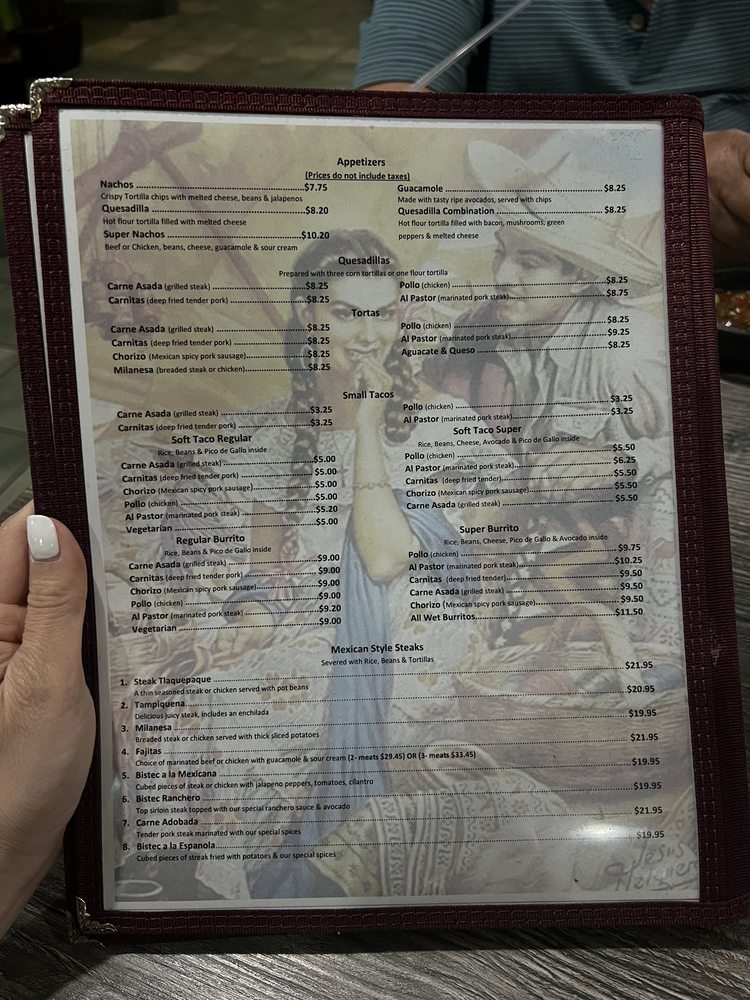 Appetizers
(Prices do not include taxes)
Nachos ........ $7.75
Crispy Tortilla chips with melted cheese, beans & jalapenos
Quesadilla ........ $8.20
Hot flour tortilla filled with melted cheese
Super Nachos ........ $10.20
Beef or Chicken, beans, cheese, guacamole & sour cream
Guacamole ........ $8.25
Made with tasty ripe avocados, served with chips
Quesadilla Combination ........ $8.25
Hot flour tortilla filled with bacon, mushrooms, green
peppers & melted cheese
Quesadillas
Prepared with three corn tortillas or one flour tortilla
Carne Asada (grilled steak) ........ $8.25
Carnitas (deep fried tender pork) ........ $8.25
Pollo (chicken) ........ $8.25
Al Pastor (marinated pork steak) ........ $8.75
Tortas
Carne Asada (grilled steak) ........ $8.25
Carnitas (deep fried tender pork) ........ $8.25
Chorizo (Mexican spicy pork sausage) ........ $8.25
Milanesa (breaded steak or chicken) ........ $8.25
Pollo (chicken) ........ $8.25
Al Pastor (marinated pork steak) ........ $9.25
Aguacate & Queso ........ $8.25
Small Tacos
Carne Asada (grilled steak) ........ $3.25
Carnitas (deep fried tender pork) ........ $3.25
Pollo (chicken) ........ $3.25
Al Pastor (marinated pork steak) ........ $3.25
Soft Taco Regular
Rice, Beans & Pico de Gallo inside
Carne Asada (grilled steak) ........ $5.00
Carnitas (deep fried tender pork) ........ $5.00
Chorizo (Mexican spicy pork sausage) ........ $5.00
Pollo (chicken) ........ $5.00
Al Pastor (marinated pork steak) ........ $5.20
Vegetarian ........ $5.00
Soft Taco Super
Rice, Beans, Cheese, Avocado & Pico de Gallo inside
Pollo (chicken) ........ $5.50
Al Pastor (marinated pork steak) ........ $6.25
Carnitas (deep fried tender) ........ $5.50
Chorizo (Mexican spicy pork sausage) ........ $5.50
Carne Asada (grilled steak) ........ $5.50
Regular Burrito
Rice, Beans & Pico de Gallo inside
Carne Asada (grilled steak) ........ $9.00
Carnitas (deep fried tender pork) ........ $9.00
Chorizo (Mexican spicy pork sausage) ........ $9.00
Pollo (chicken) ........ $9.00
Al Pastor (marinated pork steak) ........ $9.20
Vegetarian ........ $9.00
Super Burrito
Rice, Beans, Cheese, Pico de Gallo & Avocado inside
Pollo (chicken) ........ $9.75
Al Pastor (marinated pork steak) ........ $10.25
Carnitas (deep fried tender) ........ $9.50
Carne Asada (grilled steak) ........ $9.50
Chorizo (Mexican spicy pork sausage) ........ $9.50
All Wet Burritos ........ $11.50
Mexican Style Steaks
Severed with Rice, Beans & Tortillas
1. Steak Tlaquepaque ........ $21.95
A thin seasoned steak or chicken served with pot beans
2. Tampiquena ........ $20.95
Delicious juicy steak, includes an enchilada
3. Milanesa ........ $19.95
Breaded steak or chicken served with thick sliced potatoes
4. Fajitas ........ $21.95
Choice of marinated beef or chicken with guacamole & sour cream (2- meats $29.45) OR (3- meats $33.45)
5. Bistec a la Mexicana ........ $19.95
Cubed pieces of steak or chicken with jalapeno peppers, tomatoes, cilantro
6. Bistec Ranchero ........ $19.95
Top sirloin steak topped with our special ranchero sauce & avocado
7. Carne Adobada ........ $21.95
Tender pork steak marinated with our special spices
8. Bistec a la Espanola ........ $19.95
Cubed pieces of streak fried with potatoes & our special spices
Jesus